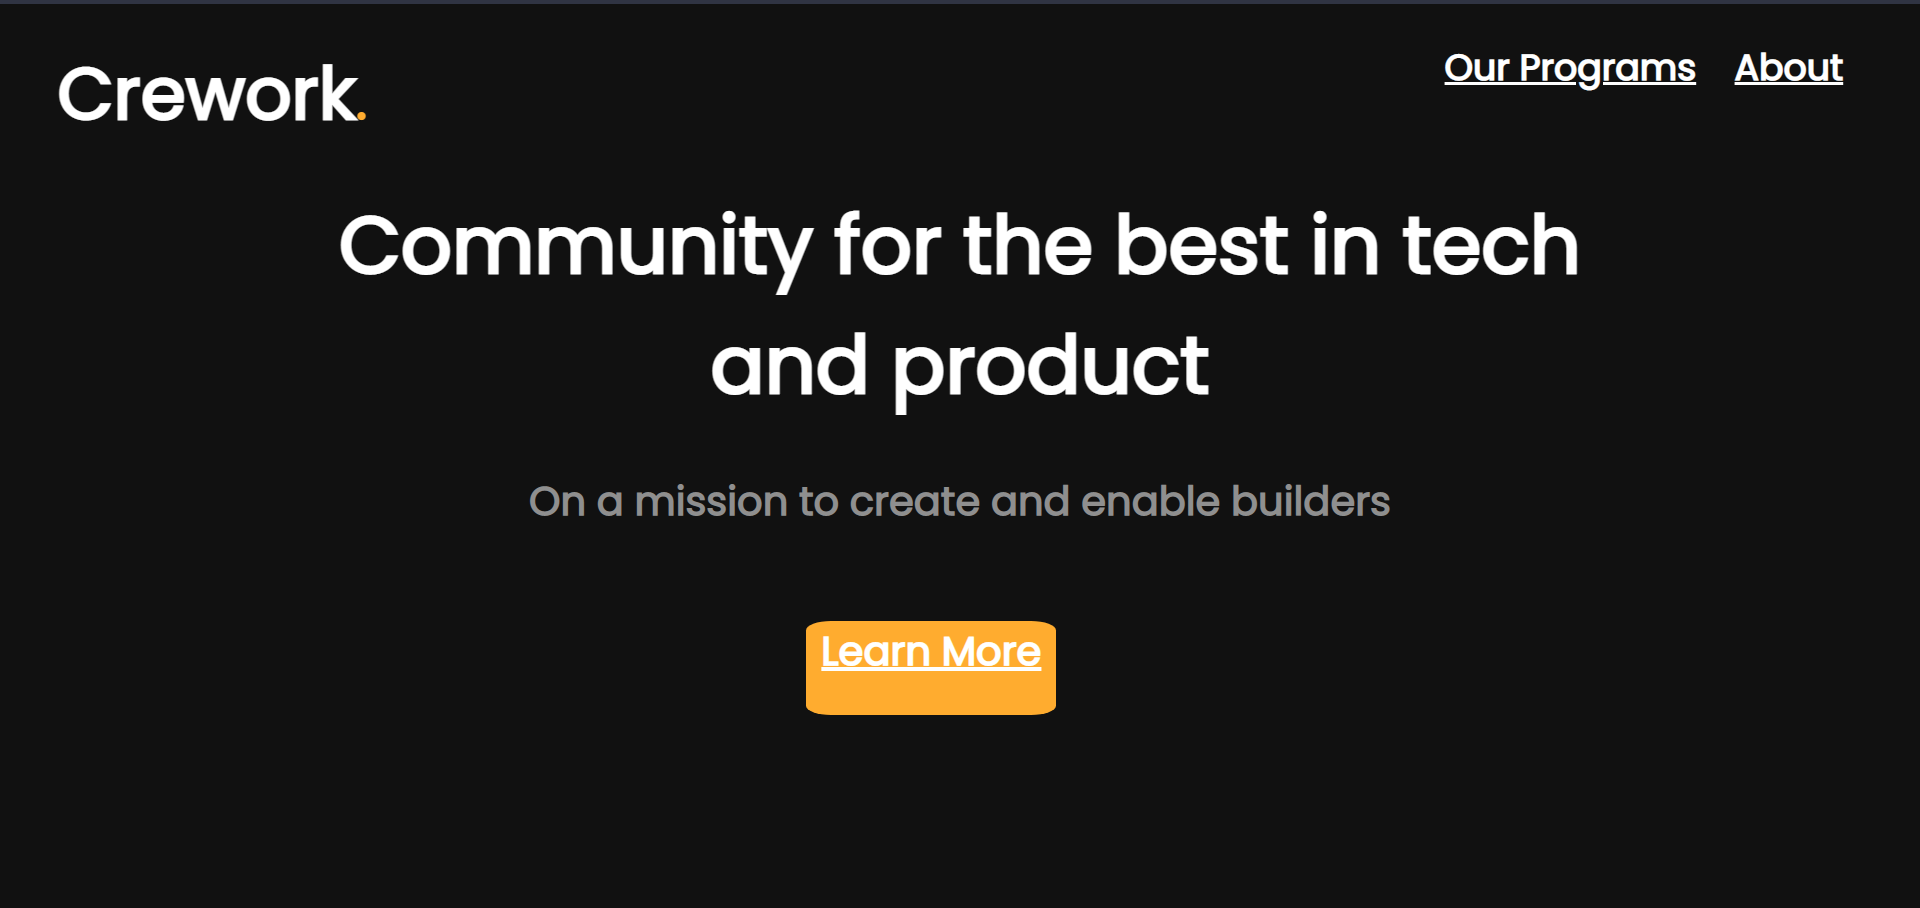 Crework.
Our Programs About
Community for the best in tech
and product
On a mission to create and enable builders
Learn More